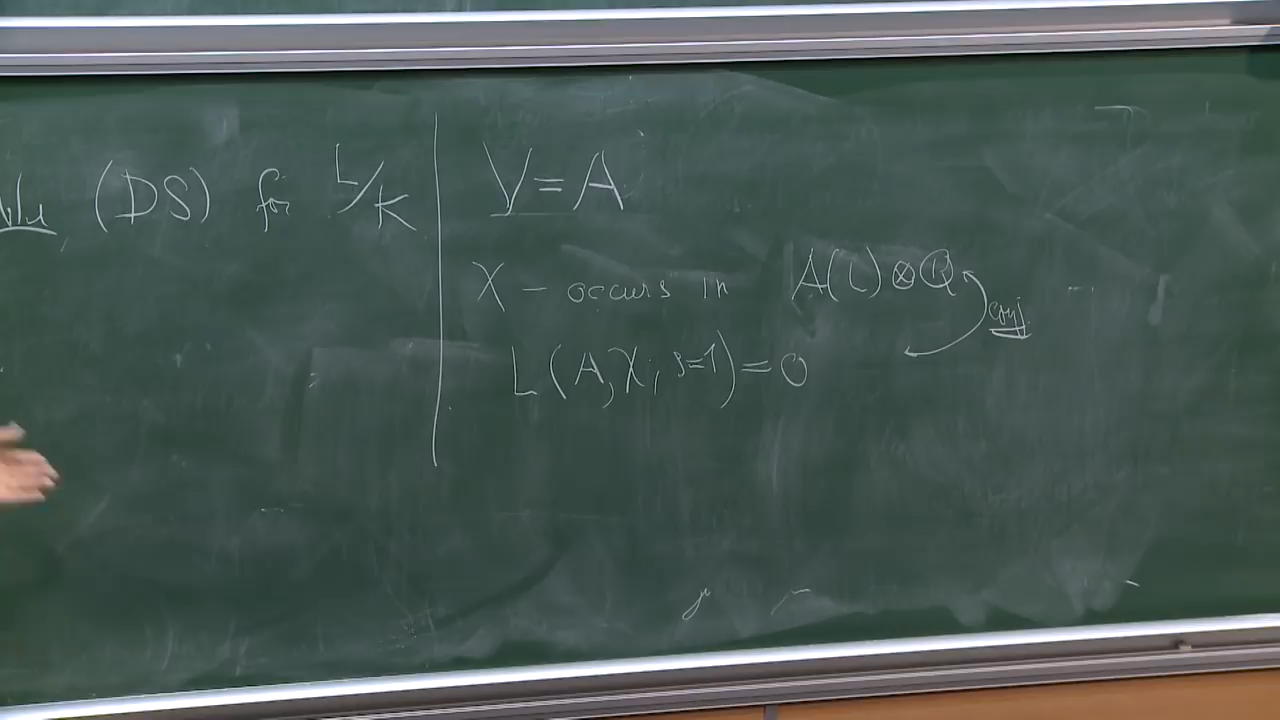 (DS) for L/K
V = A
χ - occurs in A(L) ⊗ Q
conj
L(A, χ; s=1) = 0